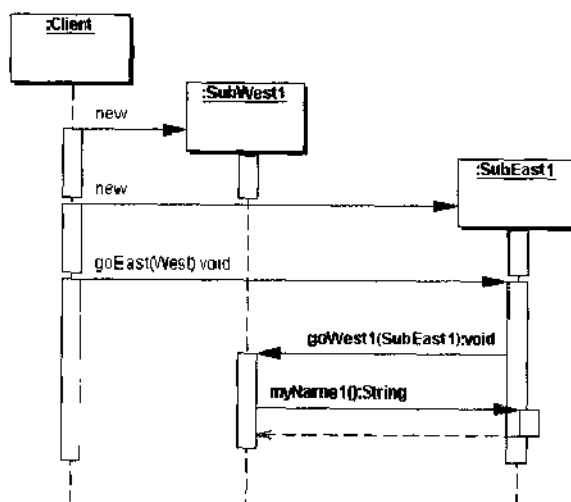 :Client
:SubWest1
new
:SubEast1
new
goEast(West):void
goWest1(SubEast1):void
myName1():String